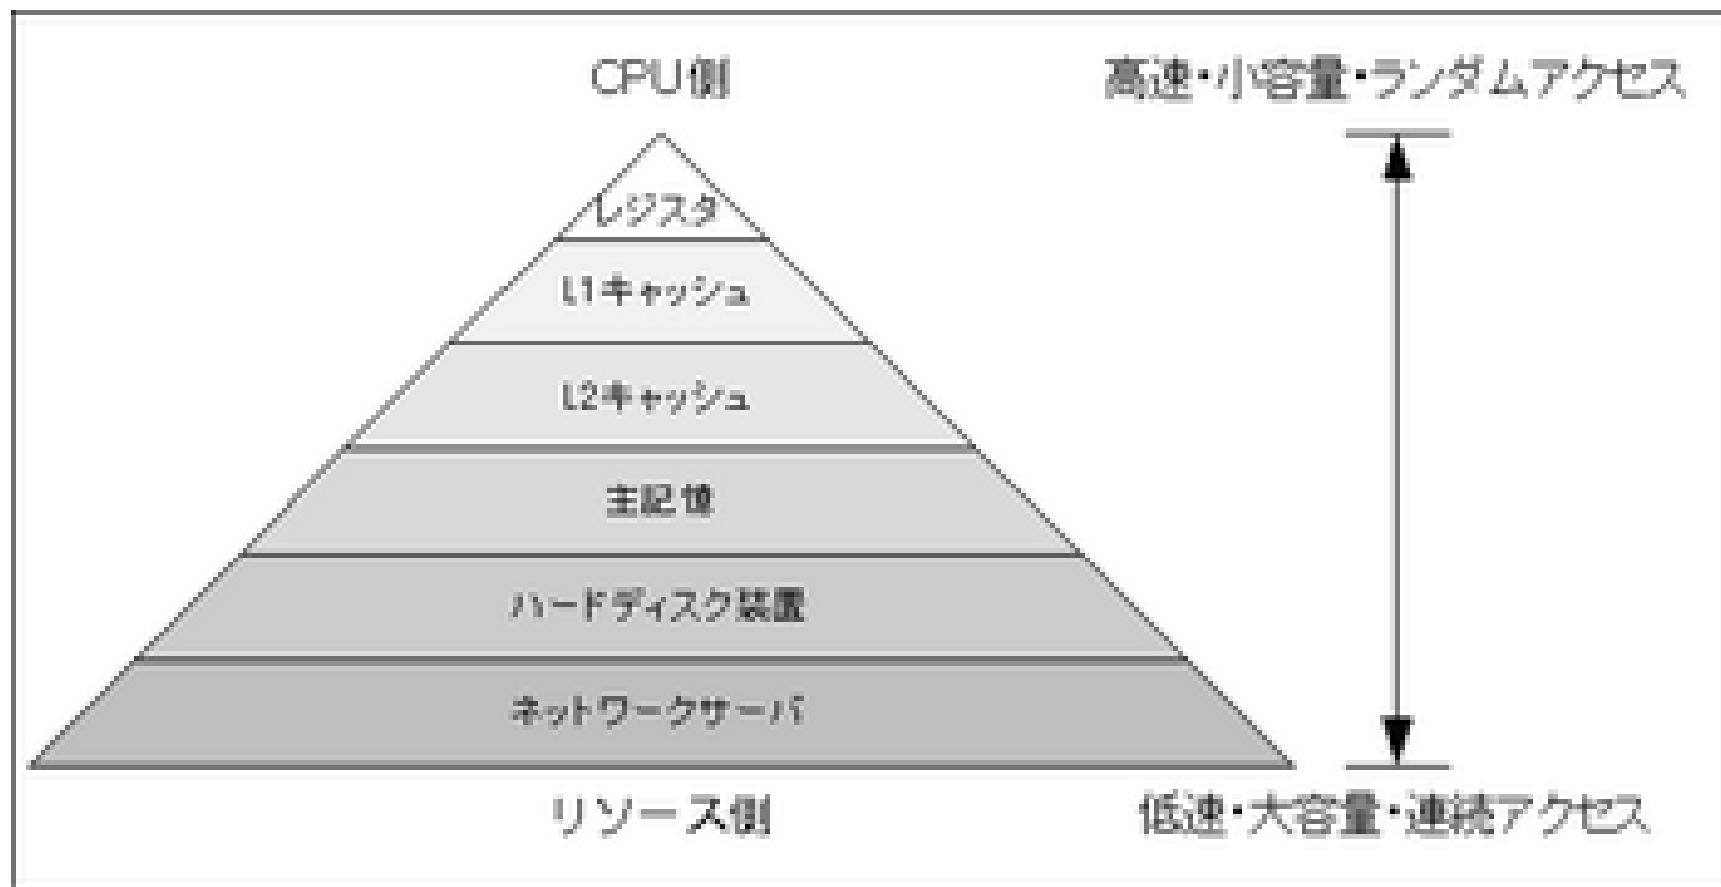 CPU側
高速・小容量・ランダムアクセス
レジスタ
L1キャッシュ
L2キャッシュ
主記憶
ハードディスク装置
ネットワークサーバ
リソース側
低速・大容量・連続アクセス